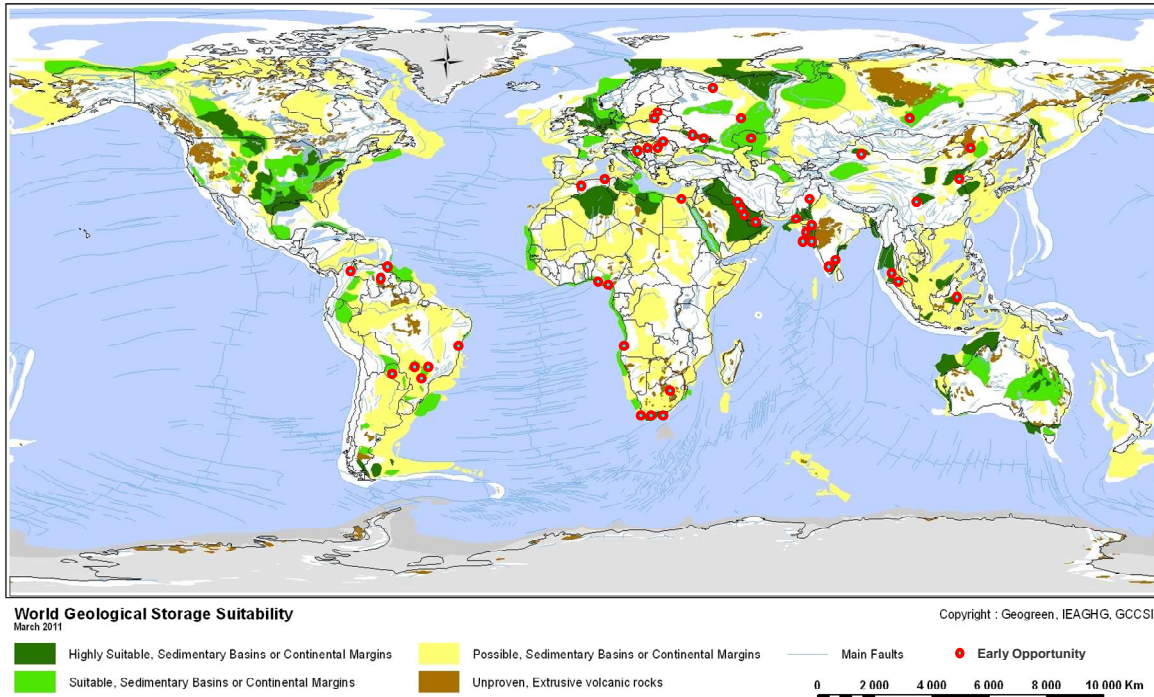 N
World Geological Storage Suitability
March 2011
Copyright : Geogreen, IEAGHG, GCCSI
Highly Suitable, Sedimentary Basins or Continental Margins
Possible, Sedimentary Basins or Continental Margins
Main Faults
Early Opportunity
Suitable, Sedimentary Basins or Continental Margins
Unproven, Extrusive volcanic rocks
0 2 000 4 000 6 000 8 000 10 000 Km